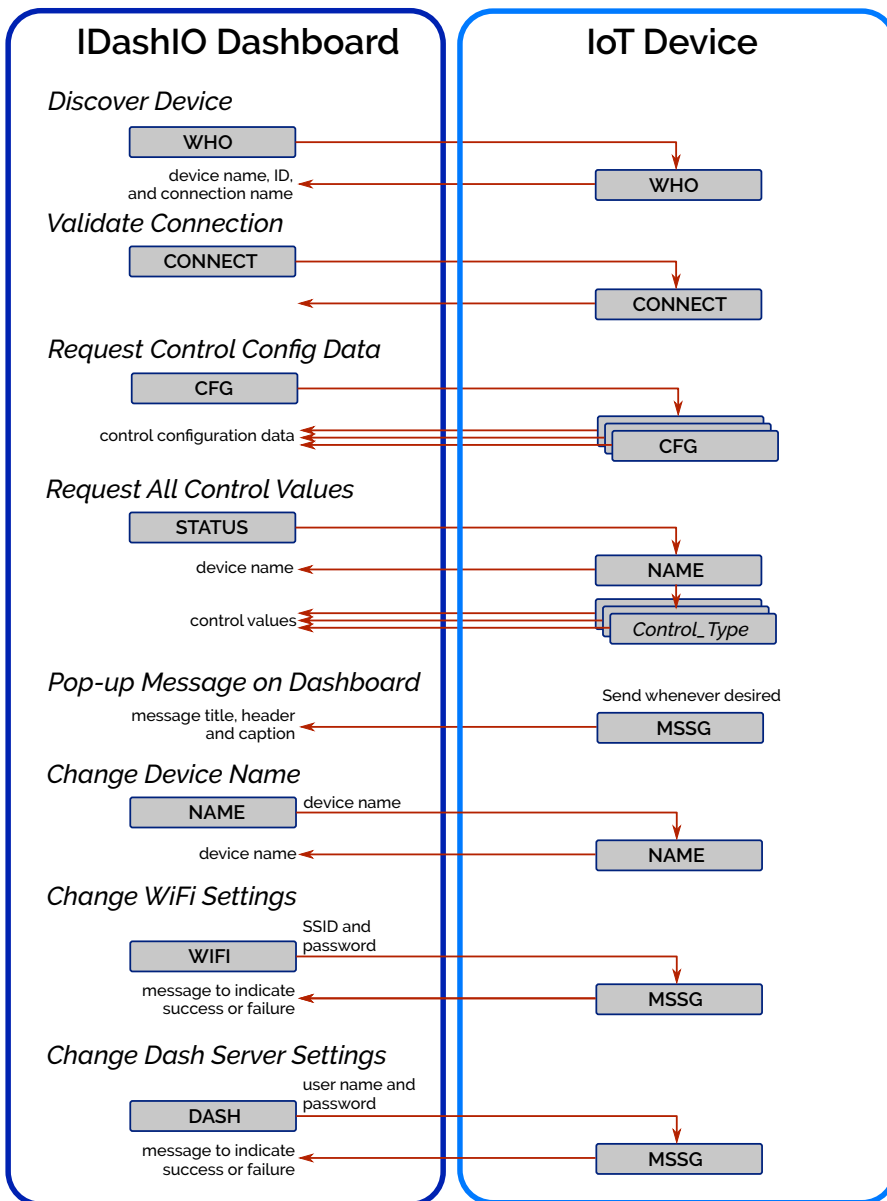 IDashIO Dashboard
IoT Device
Discover Device
WHO
device name, ID,
and connection name
WHO
Validate Connection
CONNECT
CONNECT
Request Control Config Data
CFG
control configuration data
CFG
Request All Control Values
STATUS
device name
NAME
control values
Control_Type
Pop-up Message on Dashboard
Send whenever desired
message title, header
and caption
MSSG
Change Device Name
NAME
device name
device name
NAME
Change WiFi Settings
SSID and
password
WIFI
message to indicate
success or failure
MSSG
Change Dash Server Settings
user name and
password
DASH
message to indicate
success or failure
MSSG